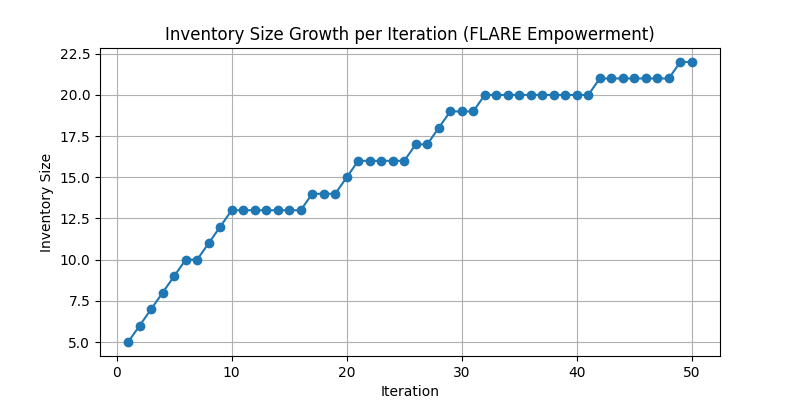 Inventory Size Growth per Iteration (FLARE Empowerment)
22.5
20.0
17.5
15.0
12.5
10.0
7.5
5.0
Inventory Size
0 10 20 30 40 50
Iteration